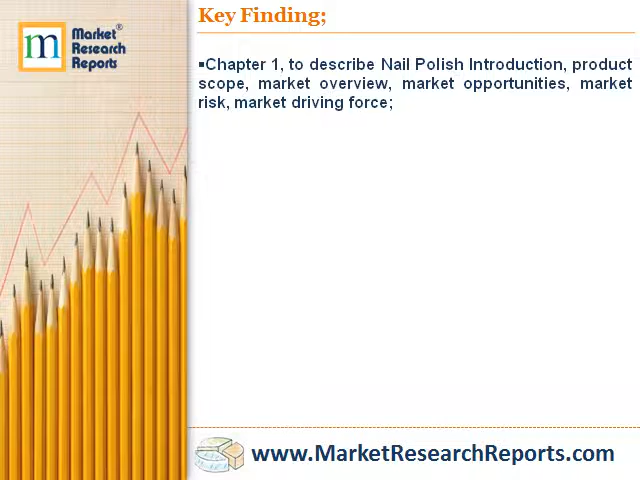 Key Finding;
m
Market®
Research
Reports
▪Chapter 1, to describe Nail Polish Introduction, product
scope, market overview, market opportunities, market
risk, market driving force;
www.MarketResearchReports.com